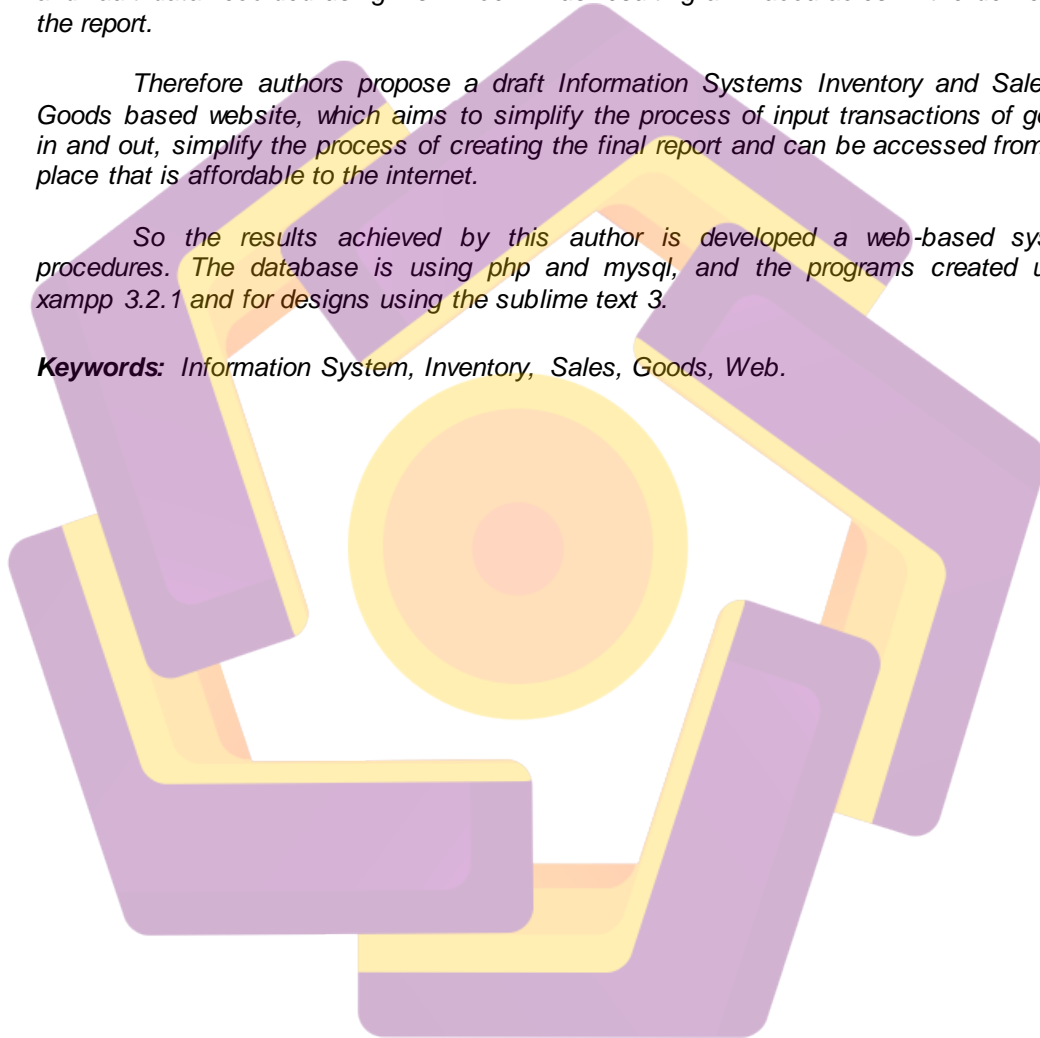 the report.
Therefore authors propose a draft Information Systems Inventory and
Goods based website, which aims to simplify the process of input transactions of
in and out, simplify the process of creating the final report and can be accessed from
place that is affordable to the internet.
So the results achieved by this author is developed a web-based
procedures. The database is using php and mysql, and the programs created
xampp 3.2.1 and for designs using the sublime text 3.
Keywords: Information System, Inventory, Sales, Goods, Web.